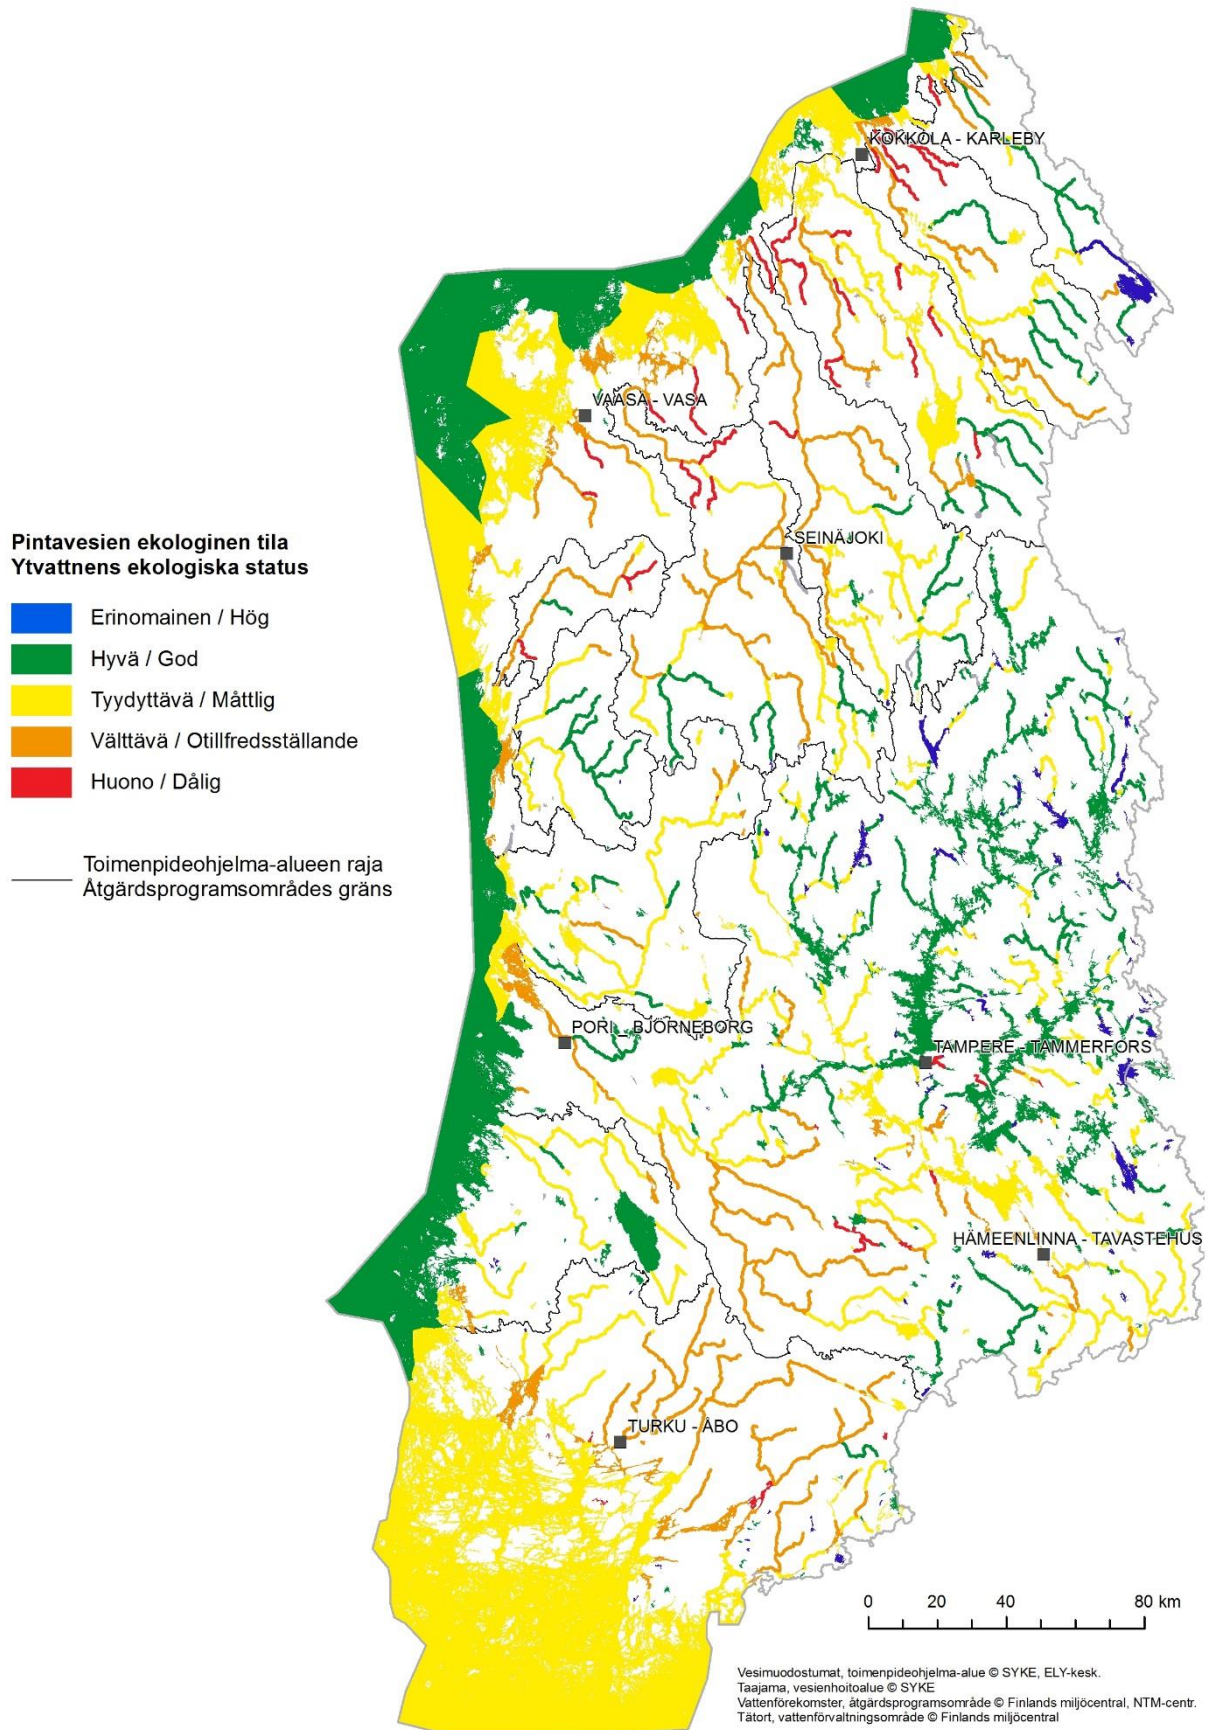 KOKKOLA - KARLEBY
VAASA - VASA
SEINÄJOKI
Pintavesien ekologinen tila
Ytvattnens ekologiska status
Erinomainen / Hög
Hyvä / God
Tyydyttävä / Måttlig
Välttävä / Otillfredsställande
Huono / Dålig
Toimenpideohjelma-alueen raja
Åtgärdsprogramsområdes gräns
PORI _ BJÖRNEBORG
TAMPERE - TAMMERFORS
HÄMEENLINNA - TAVASTEHUS
TURKU - ÅBO
0 20 40 80 km
Vesimuodostumat, toimenpideohjelma-alue © SYKE, ELY-kesk.
Taajama, vesienhoitoalue © SYKE
Vattenförekomster, åtgärdsprogramsområde © Finlands miljöcentral, NTM-centr.
Tätort, vattenförvaltningsområde © Finlands miljöcentral